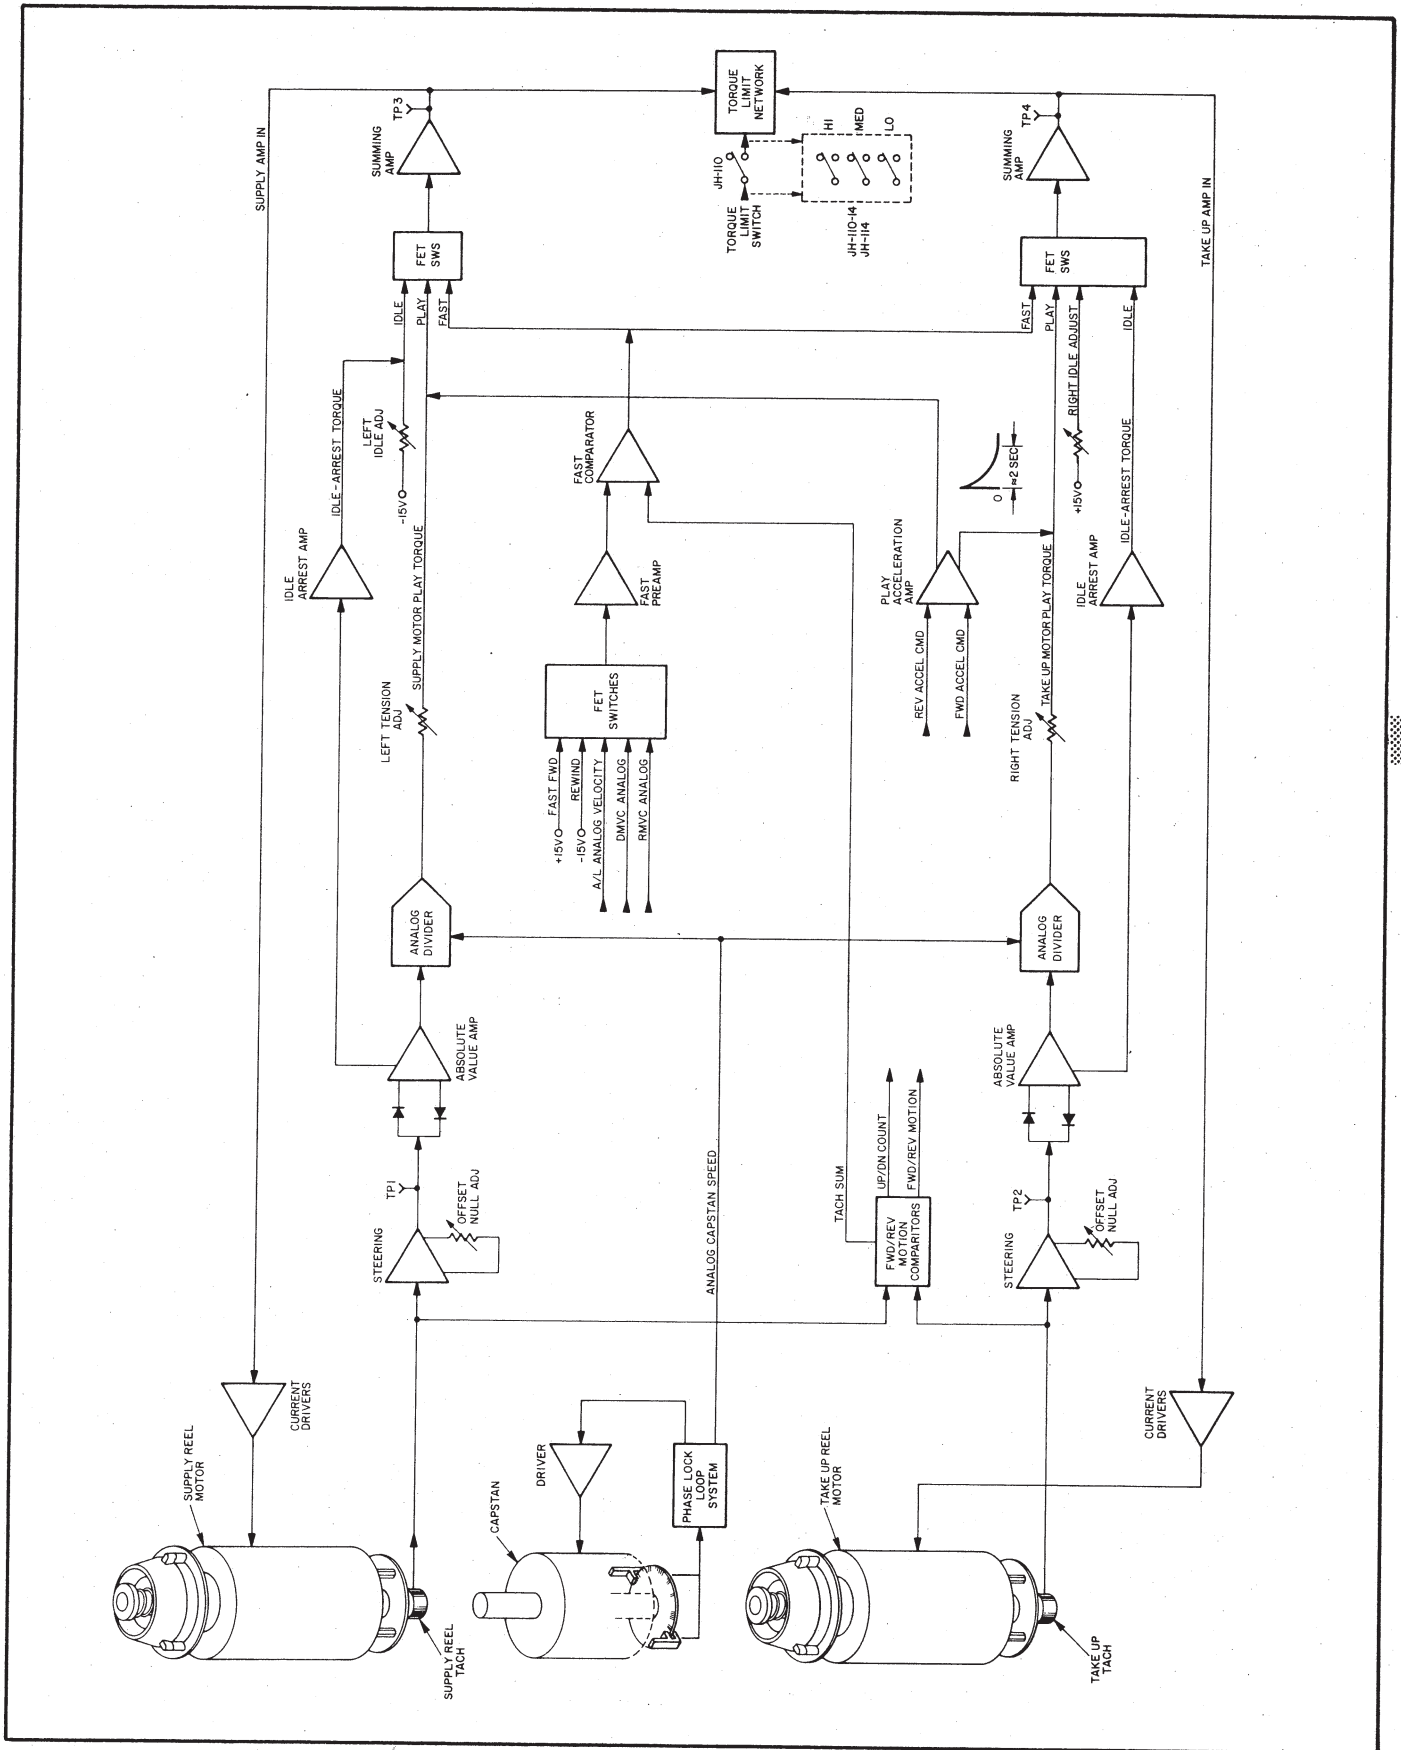 SUPPLY AMP IN
TP3
SUMMING
AMP
TORQUE
LIMIT
NETWORK
TP4
SUMMING
AMP
TAKE UP AMP IN
JH-110
TORQUE
LIMIT
SWITCH
HI
MED
LO
JH-110-14
JH-114
FET
SWS
FET
SWS
IDLE
PLAY
FAST
FAST
PLAY
RIGHT IDLE ADJUST
IDLE
IDLE-ARREST TORQUE
LEFT
IDLE ADJ
-15V
FAST
COMPARATOR
0
≈2 SEC
+15V
IDLE
ARREST AMP
SUPPLY MOTOR PLAY TORQUE
FAST
PREAMP
PLAY
ACCELERATION
AMP
TAKE UP MOTOR PLAY TORQUE
IDLE
ARREST AMP
IDLE-ARREST TORQUE
LEFT TENSION
ADJ
FET
SWITCHES
REV ACCEL CMD
FWD ACCEL CMD
RIGHT TENSION
ADJ
+15V
FAST FWD
-15V
REWIND
A/L ANALOG VELOCITY
DMVC ANALOG
RMVC ANALOG
ANALOG
DIVIDER
ANALOG
DIVIDER
ABSOLUTE
VALUE AMP
ABSOLUTE
VALUE AMP
TP1
STEERING
OFFSET
NULL ADJ
ANALOG CAPSTAN SPEED
TACH SUM
UP/DN COUNT
FWD/REV MOTION
FWD/REV
MOTION
COMPARITORS
TP2
STEERING
OFFSET
NULL ADJ
CURRENT
DRIVERS
SUPPLY REEL
MOTOR
DRIVER
CAPSTAN
PHASE LOCK
LOOP
SYSTEM
TAKE UP REEL
MOTOR
CURRENT
DRIVERS
SUPPLY REEL
TACH
TAKE UP
TACH